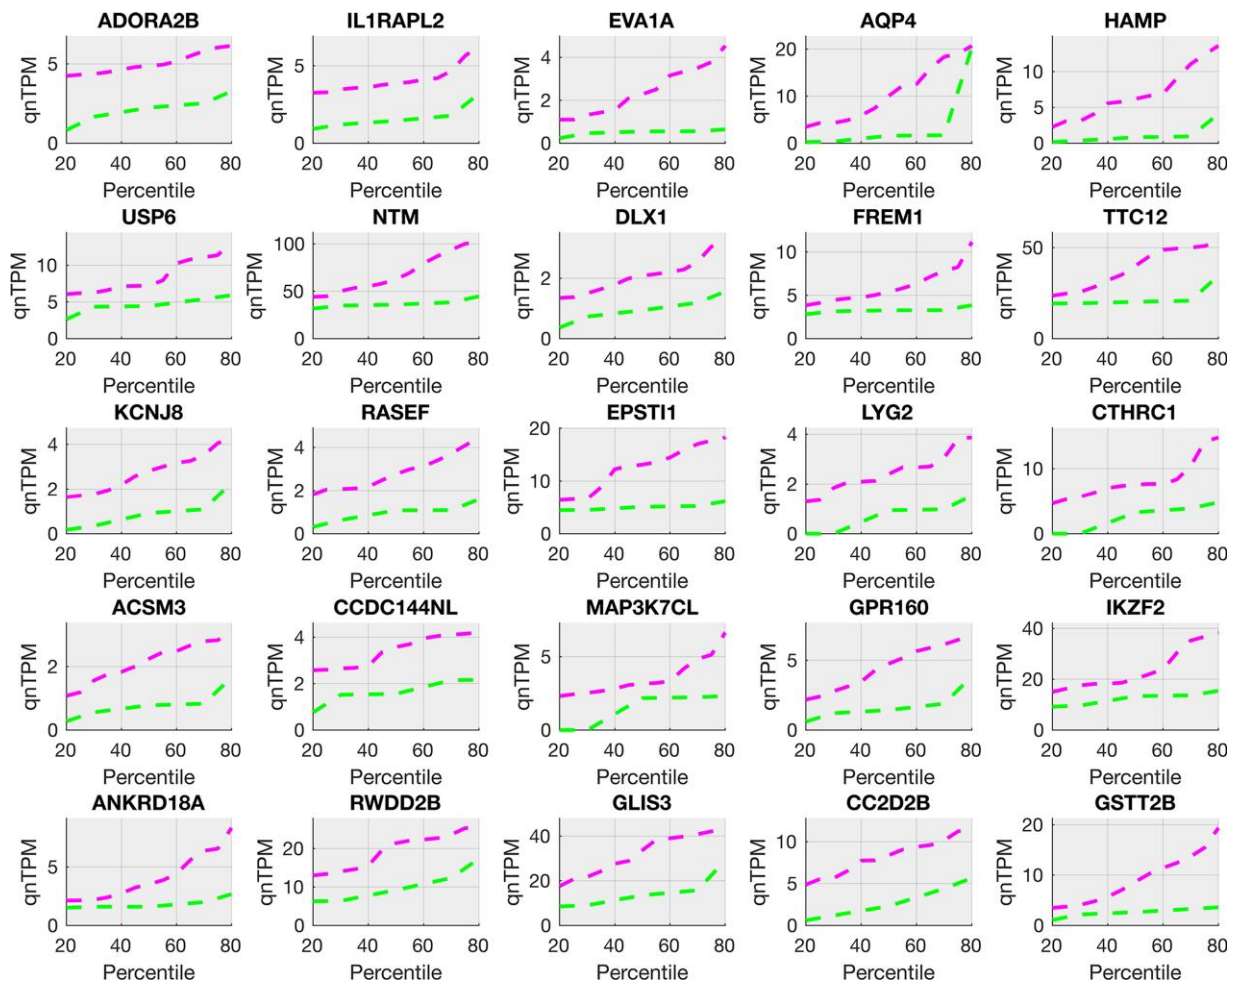 ADORA2B IL1RAPL2 EVA1A AQP4 HAMP
qnTPM 5 0 qnTPM 5 0 qnTPM 4 2 0 qnTPM 20 10 0 qnTPM 10 5 0
20 40 60 80 20 40 60 80 20 40 60 80 20 40 60 80 20 40 60 80
Percentile Percentile Percentile Percentile Percentile
USP6 NTM DLX1 FREM1 TTC12
qnTPM 10 5 0 qnTPM 100 50 0 qnTPM 2 0 qnTPM 10 5 0 qnTPM 50 0
20 40 60 80 20 40 60 80 20 40 60 80 20 40 60 80 20 40 60 80
Percentile Percentile Percentile Percentile Percentile
KCNJ8 RASEF EPSTI1 LYG2 CTHRC1
qnTPM 4 2 0 qnTPM 4 2 0 qnTPM 20 10 0 qnTPM 4 2 0 qnTPM 10 0
20 40 60 80 20 40 60 80 20 40 60 80 20 40 60 80 20 40 60 80
Percentile Percentile Percentile Percentile Percentile
ACSM3 CCDC144NL MAP3K7CL GPR160 IKZF2
qnTPM 2 0 qnTPM 4 2 0 qnTPM 5 0 qnTPM 5 0 qnTPM 40 20 0
20 40 60 80 20 40 60 80 20 40 60 80 20 40 60 80 20 40 60 80
Percentile Percentile Percentile Percentile Percentile
ANKRD18A RWDD2B GLIS3 CC2D2B GSTT2B
qnTPM 5 0 qnTPM 20 10 0 qnTPM 40 20 0 qnTPM 10 5 0 qnTPM 20 10 0
20 40 60 80 20 40 60 80 20 40 60 80 20 40 60 80 20 40 60 80
Percentile Percentile Percentile Percentile Percentile